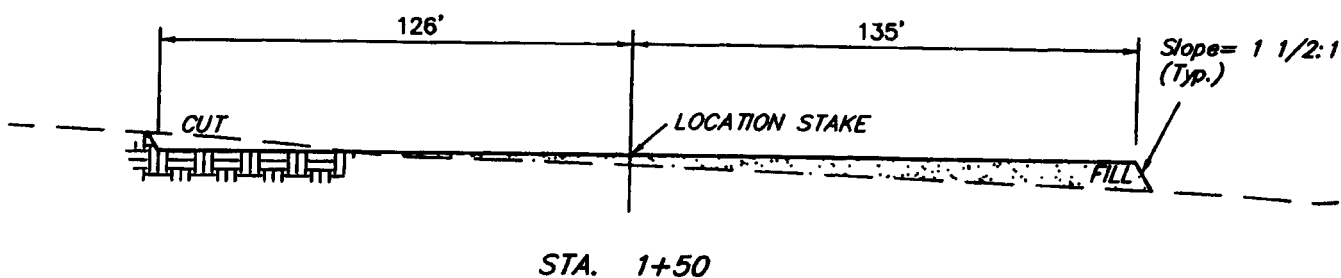 126'
135'
Slope= 1 1/2:1
(Typ.)
CUT
LOCATION STAKE
FILL
STA. 1+50